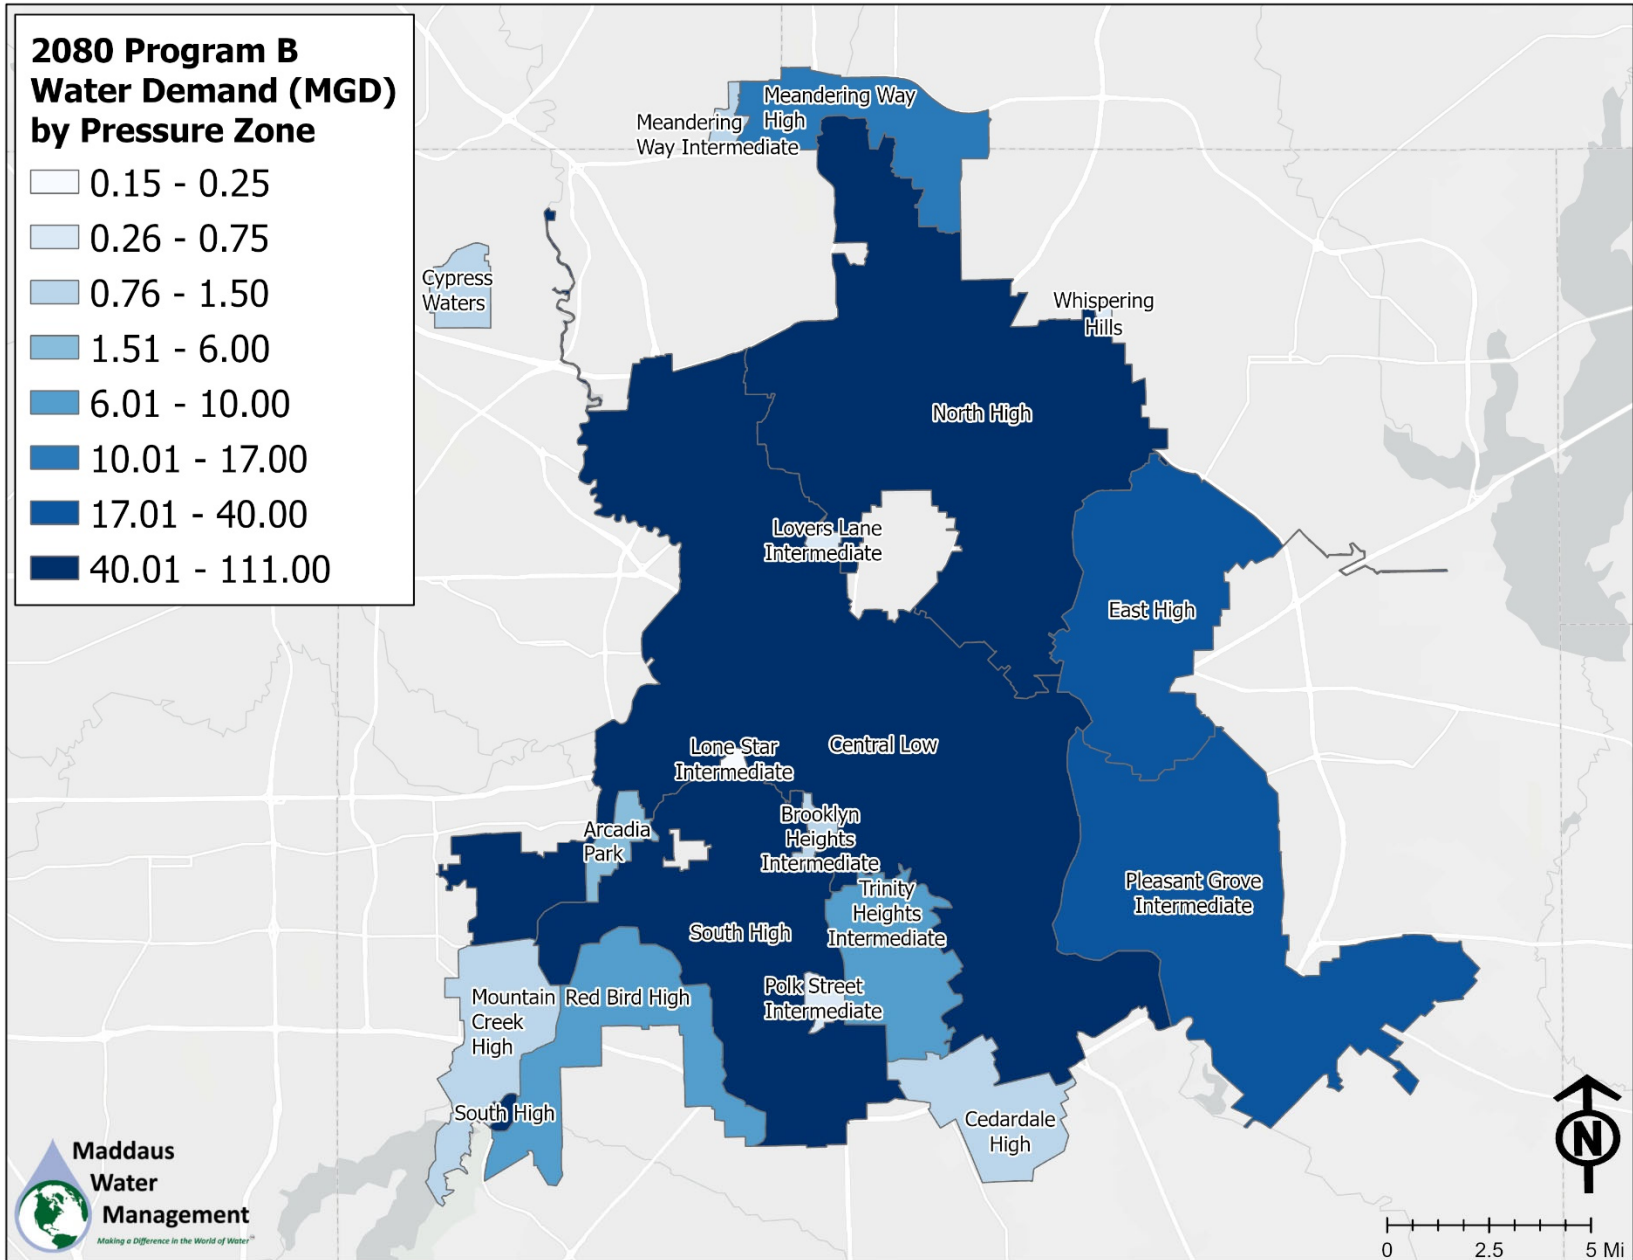 2080 Program B
Water Demand (MGD)
by Pressure Zone
0.15 - 0.25
0.26 - 0.75
0.76 - 1.50
1.51 - 6.00
6.01 - 10.00
10.01 - 17.00
17.01 - 40.00
40.01 - 111.00
Meandering Way
High
Meandering
Way Intermediate
Cypress
Waters
Whispering
Hills
North High
Lovers Lane
Intermediate
East High
Lone Star
Intermediate
Central Low
Arcadia
Park
Brooklyn
Heights
Intermediate
Trinity
Heights
Intermediate
Pleasant Grove
Intermediate
South High
Mountain
Creek
High
Red Bird High
Polk Street
Intermediate
South High
Cedardale
High
Maddaus
Water
Management
Making a Difference in the World of Water
N
0 2.5 5 Mi